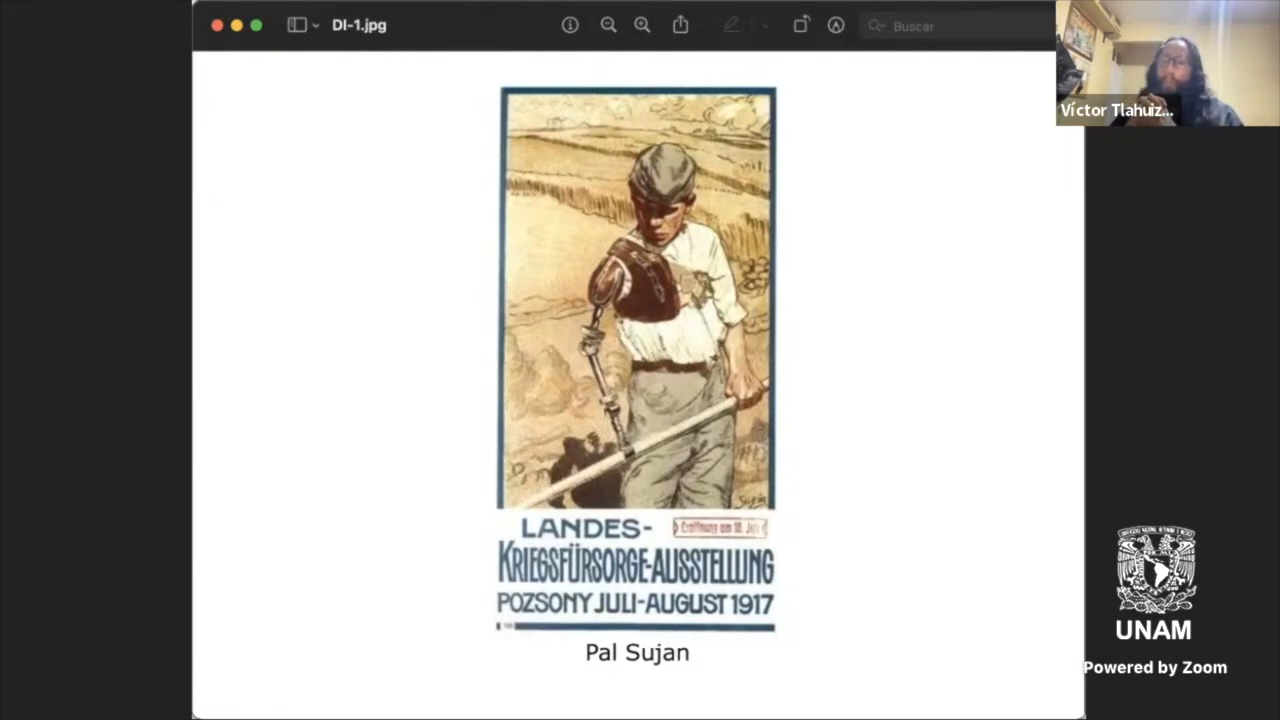 DI-1.jpg
Buscar
Víctor Tlahuiz...
LANDES-
Eröffnung am 18. Juli
KRIEGSFÜRSORGE-AUSSTELLUNG
POZSONY JULI-AUGUST 1917
Pal Sujan
UNAM
Powered by Zoom